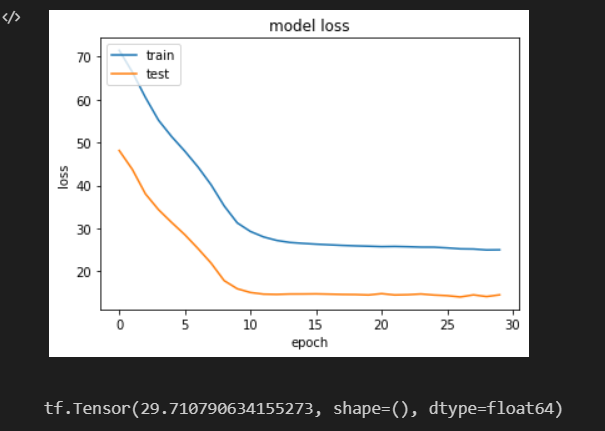 </>
model loss
train
test
70
60
50
40
30
20
loss
0 5 10 15 20 25 30
epoch
tf.Tensor(29.710790634155273, shape=(), dtype=float64)